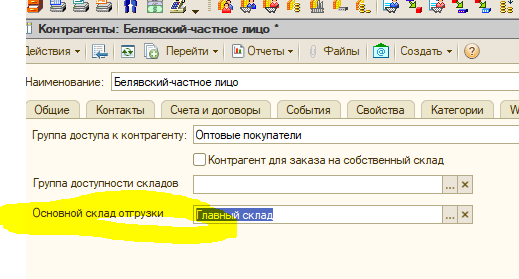 Контрагенты: Белявский-частное лицо *
Действия Перейти Отчеты Файлы Создать
Наименование: Белявский-частное лицо
Общие Контакты Счета и договоры События Свойства Категории W
Группа доступа к контрагенту: Оптовые покупатели
Контрагент для заказа на собственный склад
Группа доступности складов ... ×
Основной склад отгрузки Главный склад ... ×